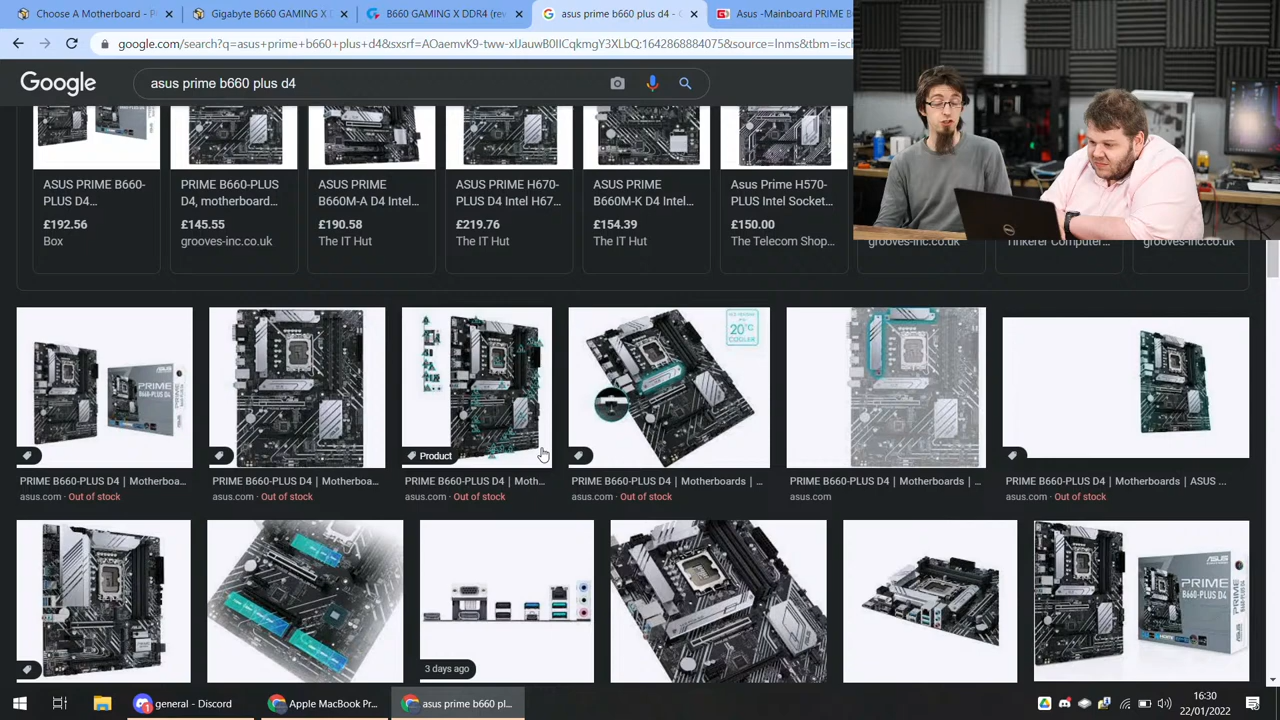 Choose A Motherboard - P
Gigabyte B660 GAMING X
B660 GAMING X DDR4 (rev
asus prime b660 plus d4 - G
Asus -Mainboard PRIME B
google.com/search?q=asus+prime+b660+plus+d4&sxsrf=AOaemvK9-tww-xlJauwB0IICqkmgY3XLbQ:1642868884075&source=lnms&tbm=isch
Google
asus prime b660 plus d4
ASUS PRIME B660-
PLUS D4...
£192.56
Box
PRIME B660-PLUS
D4, motherboard...
£145.55
grooves-inc.co.uk
ASUS PRIME
B660M-A D4 Intel...
£190.58
The IT Hut
ASUS PRIME H670-
PLUS D4 Intel H67...
£219.76
The IT Hut
ASUS PRIME
B660M-K D4 Intel...
£154.39
The IT Hut
Asus Prime H570-
PLUS Intel Socket...
£150.00
The Telecom Shop...
grooves-inc.co.uk
Tinkerer Computer...
grooves-inc.co.uk
PRIME
B660-PLUS D4
Product
20°C
COOLER
PRIME B660-PLUS D4 | Motherboa...
asus.com · Out of stock
PRIME B660-PLUS D4 | Motherboa...
asus.com · Out of stock
PRIME B660-PLUS D4 | Moth...
asus.com · Out of stock
PRIME B660-PLUS D4 | Motherboards | ...
asus.com · Out of stock
PRIME B660-PLUS D4 | Motherboards | ...
asus.com
PRIME B660-PLUS D4 | Motherboards | ASUS ...
asus.com · Out of stock
3 days ago
ASUS
PRIME
B660-PLUS D4
PRIME
ASUS
general - Discord
Apple MacBook Pr...
asus prime b660 pl...
16:30
22/01/2022